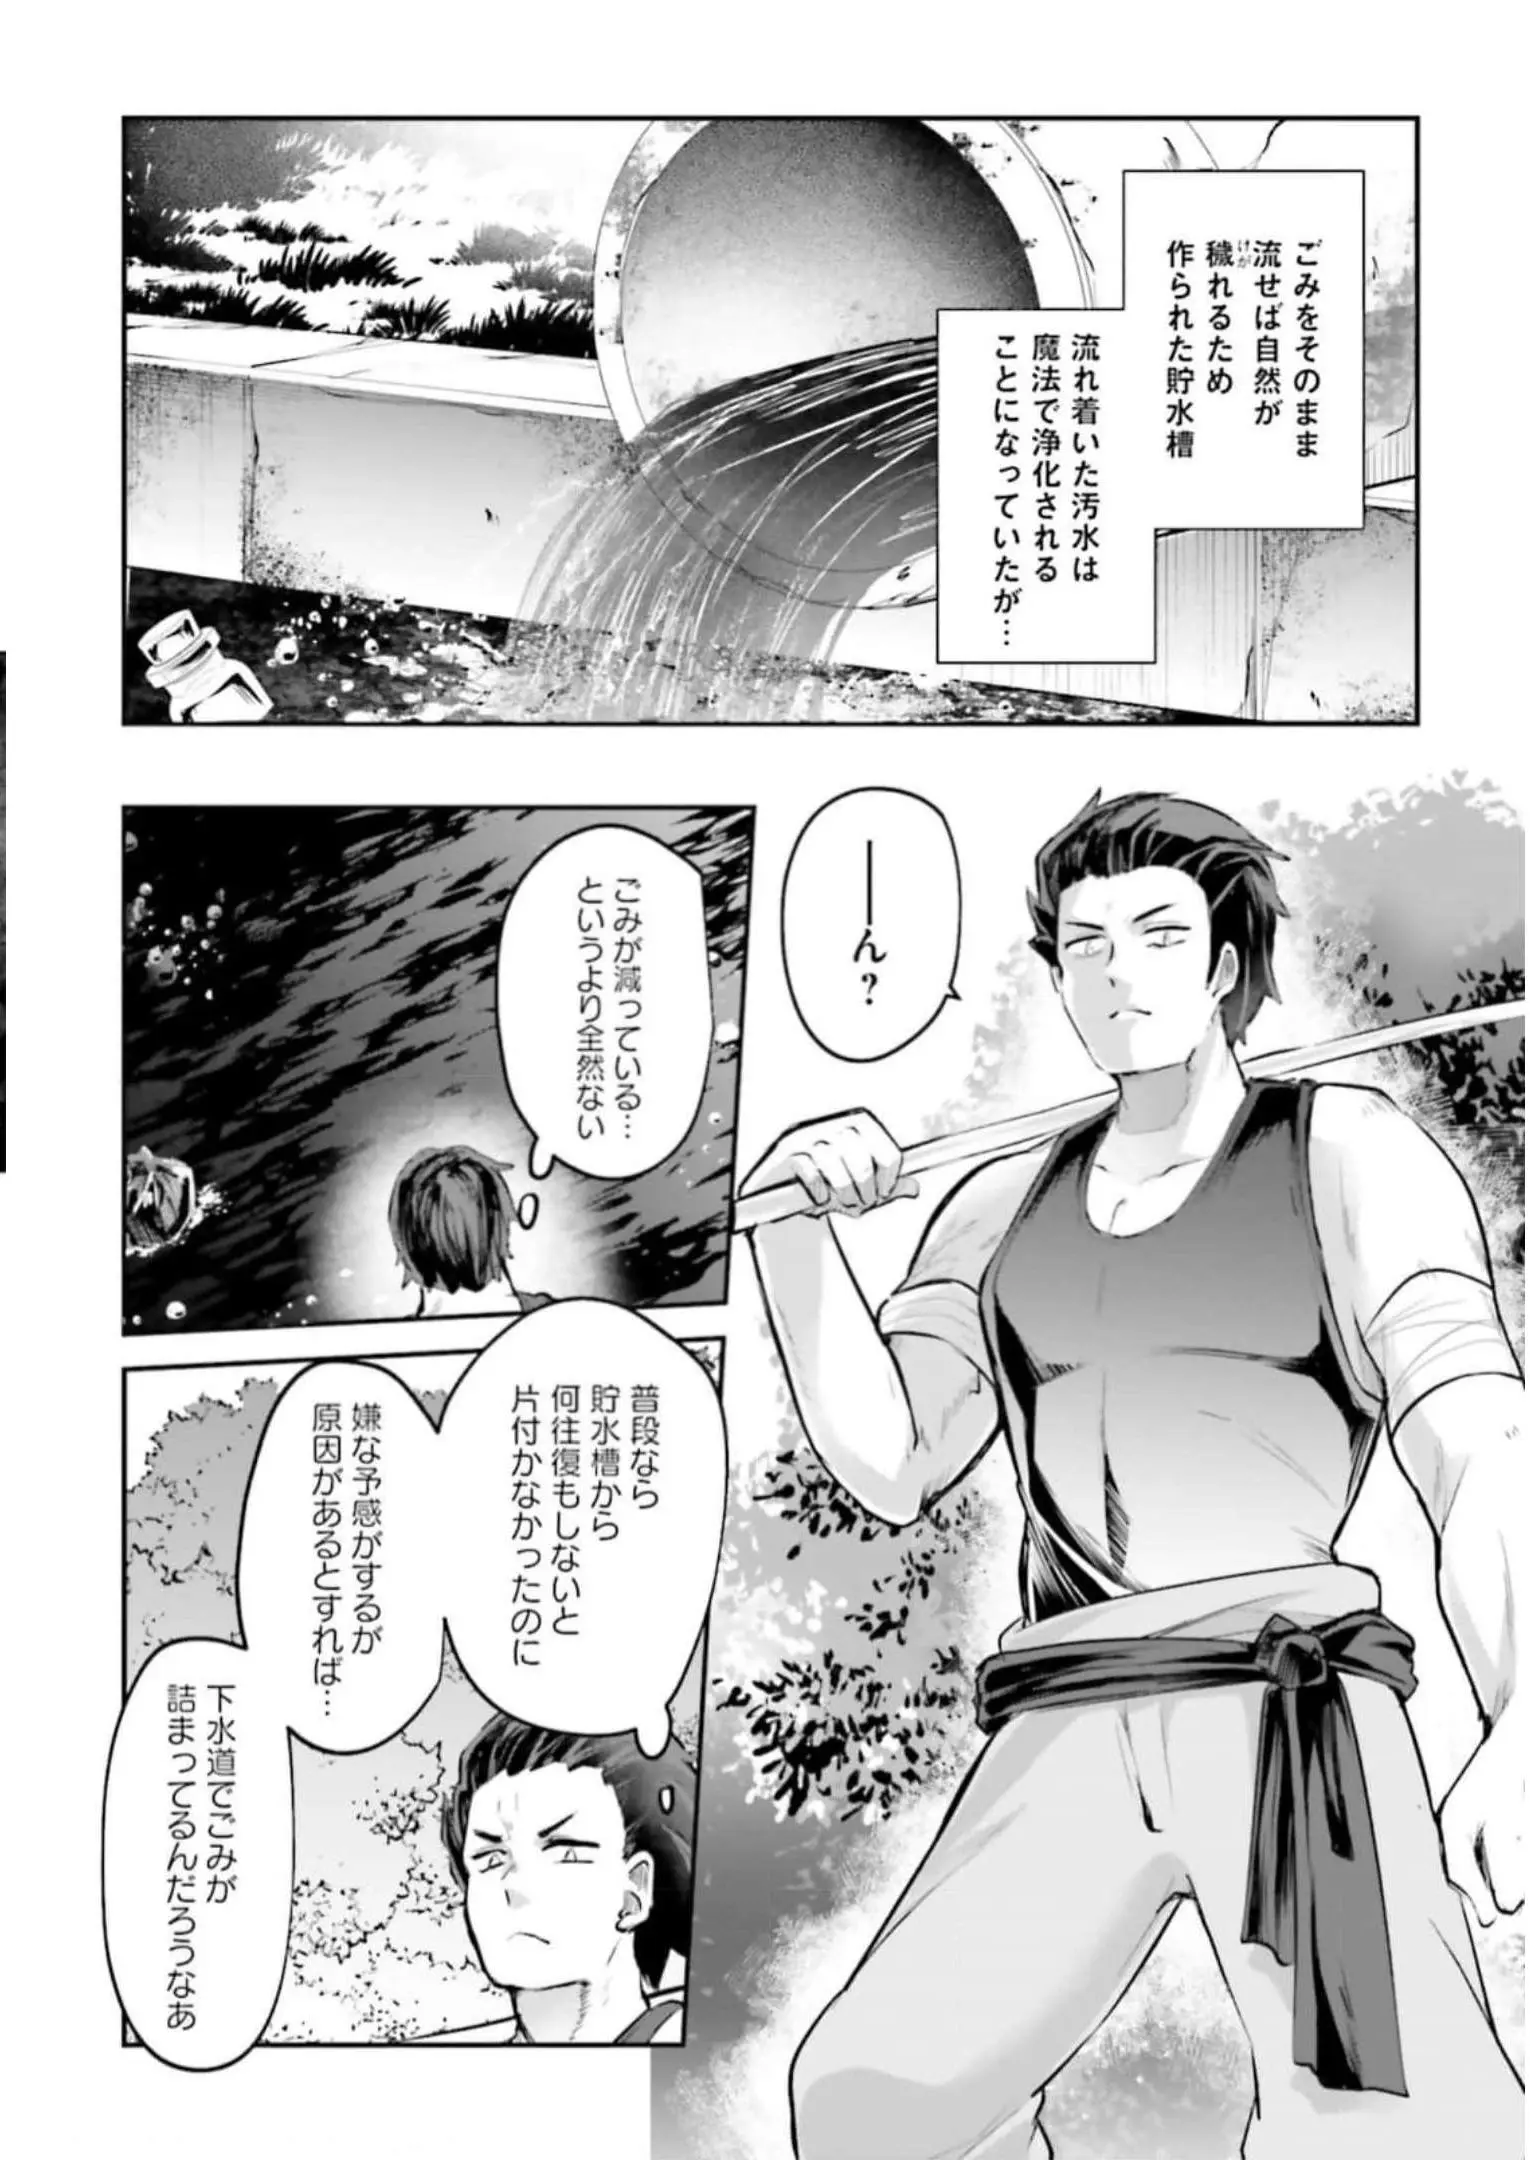 ごみをそのまま
流せば自然が
穢れるため
けが
作られた貯水槽
流れ着いた汚水は
魔法で浄化される
ことになっていたが…
──ん？
ごみが減っている…
というより全然ない
普段なら
貯水槽から
何往復もしないと
片付かなかったのに
嫌な予感がするが
原因があるとすれば…
下水道でごみが
詰まってるんだろうなあ